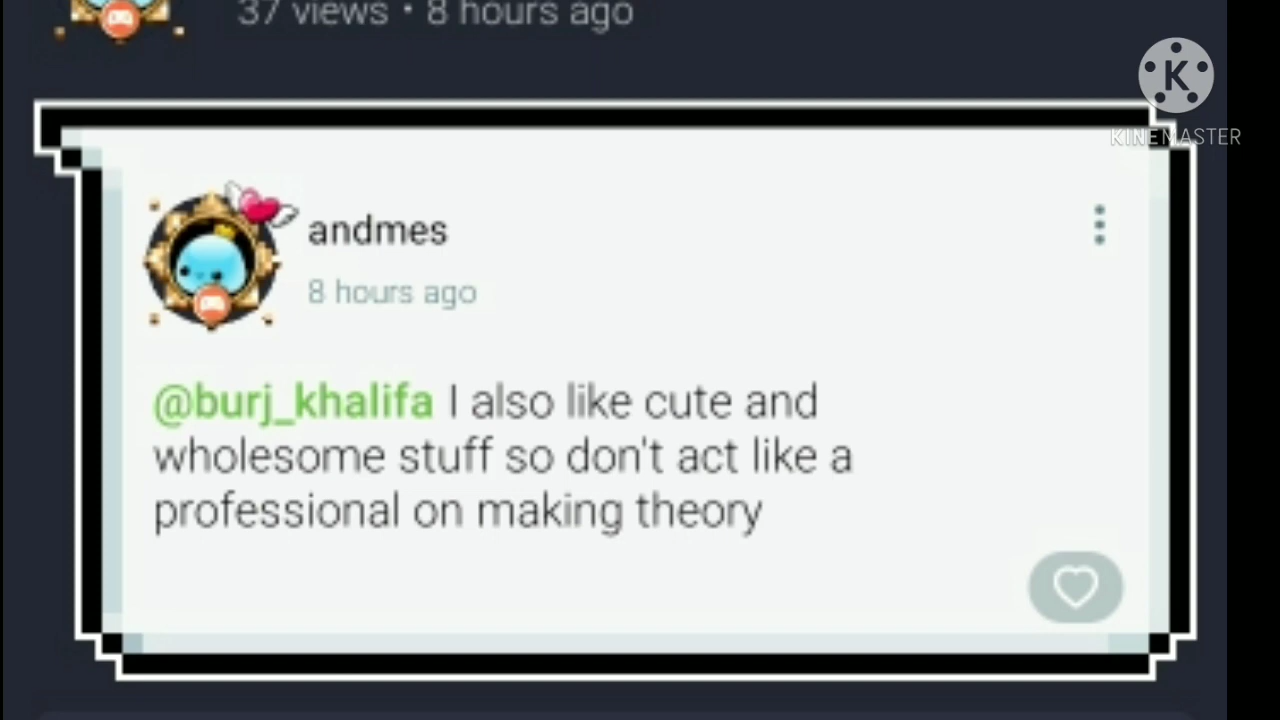 37 views • 8 hours ago
K
KINEMASTER
andmes
8 hours ago
@burj_khalifa I also like cute and
wholesome stuff so don't act like a
professional on making theory